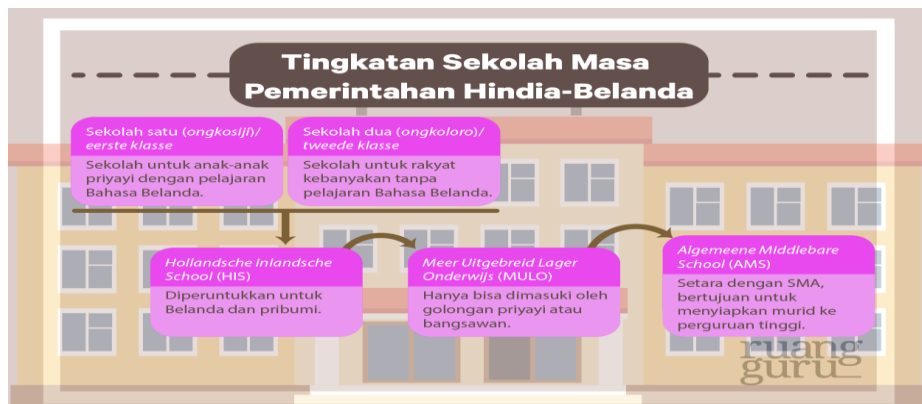 Tingkatan Sekolah Masa
Pemerintahan Hindia-Belanda
Sekolah satu (ongkosiji)/
eerste klasse
Sekolah untuk anak-anak
priyayi dengan pelajaran
Bahasa Belanda.
Sekolah dua (ongkoloro)/
tweede klasse
Sekolah untuk rakyat
kebanyakan tanpa
pelajaran Bahasa Belanda.
Hollandsche Inlandsche
School (HIS)
Diperuntukkan untuk
Belanda dan pribumi.
Meer Uitgebreid Lager
Onderwijs (MULO)
Hanya bisa dimasuki oleh
golongan priyayi atau
bangsawan.
Algemeene Middlebare
School (AMS)
Setara dengan SMA,
bertujuan untuk
menyiapkan murid ke
perguruan tinggi.
ruang
guru